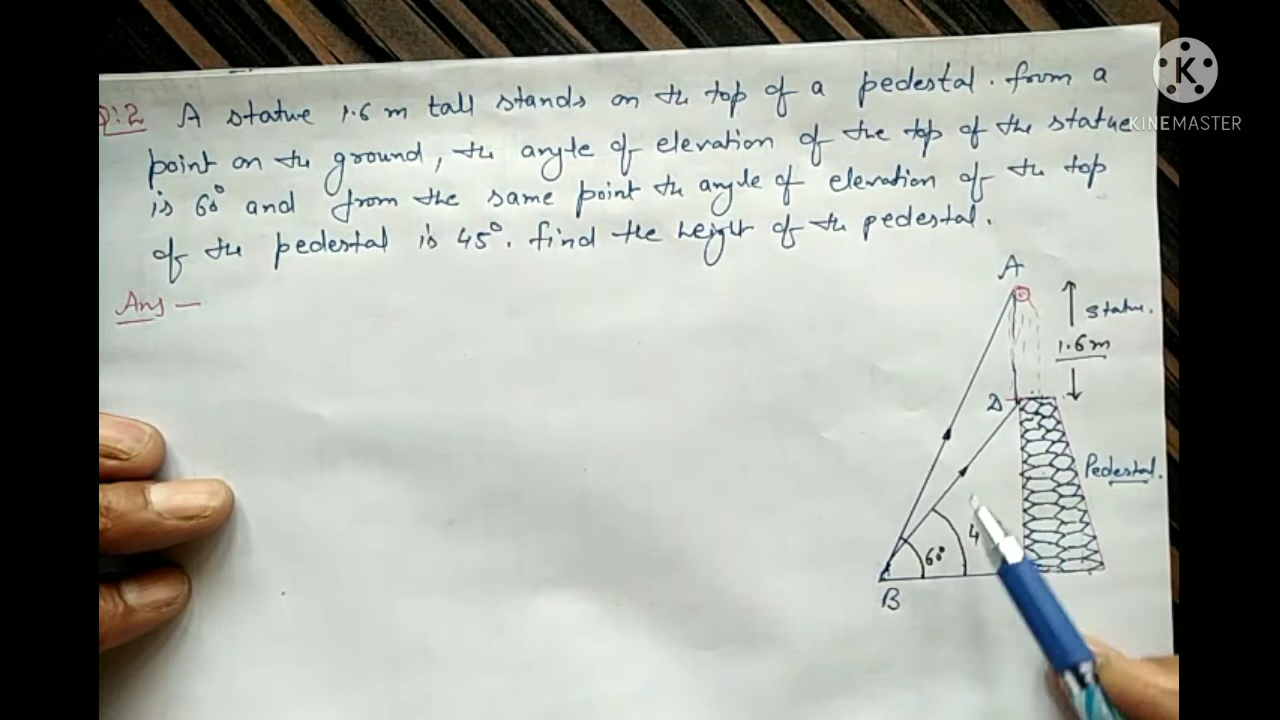 Q:2 A statue 1.6 m tall stands on the top of a pedestal. from a
point on the ground, the angle of elevation of the top of the statue
is 60° and from the same point the angle of elevation of the top
of the pedestal is 45°. find the height of the pedestal.
Ans —
A
statue.
1.6m
D
Pedestal.
60°
4
B
K
KINEMASTER